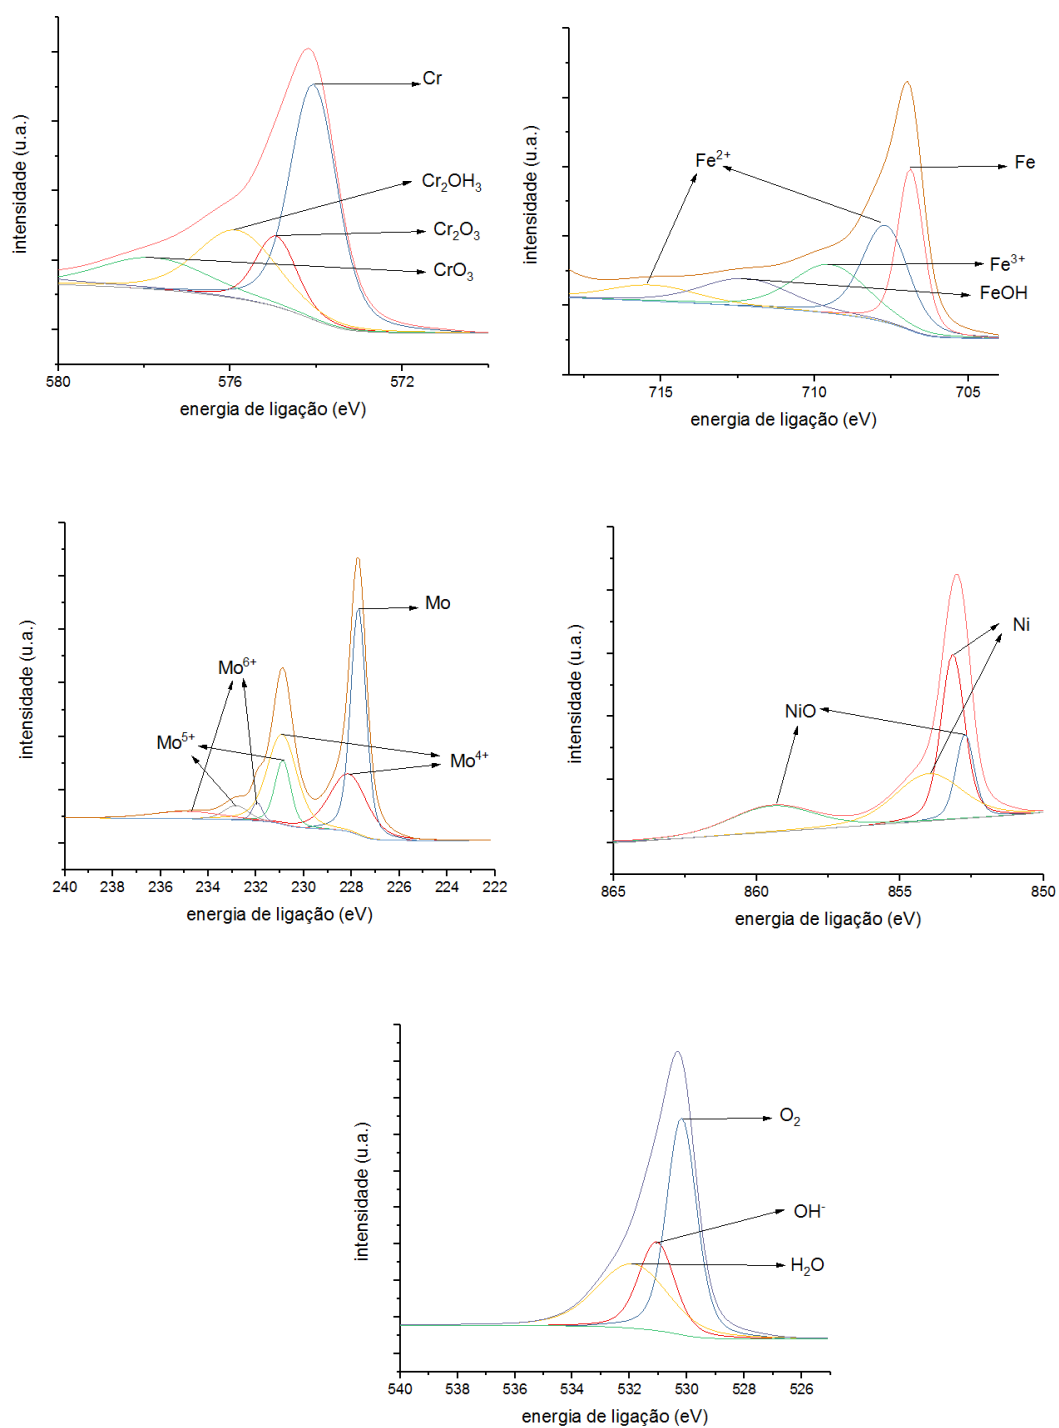 intensidade (u.a.)
Cr
Cr₂OH₃
Cr₂O₃
CrO₃
580 576 572
energia de ligação (eV)
intensidade (u.a.)
Fe²⁺
Fe
Fe³⁺
FeOH
715 710 705
energia de ligação (eV)
intensidade (u.a.)
Mo
Mo⁶⁺
Mo⁵⁺
Mo⁴⁺
240 238 236 234 232 230 228 226 224 222
energia de ligação (eV)
intensidade (u.a.)
Ni
NiO
865 860 855 850
energia de ligação (eV)
intensidade (u.a.)
O₂
OH⁻
H₂O
540 538 536 534 532 530 528 526
energia de ligação (eV)